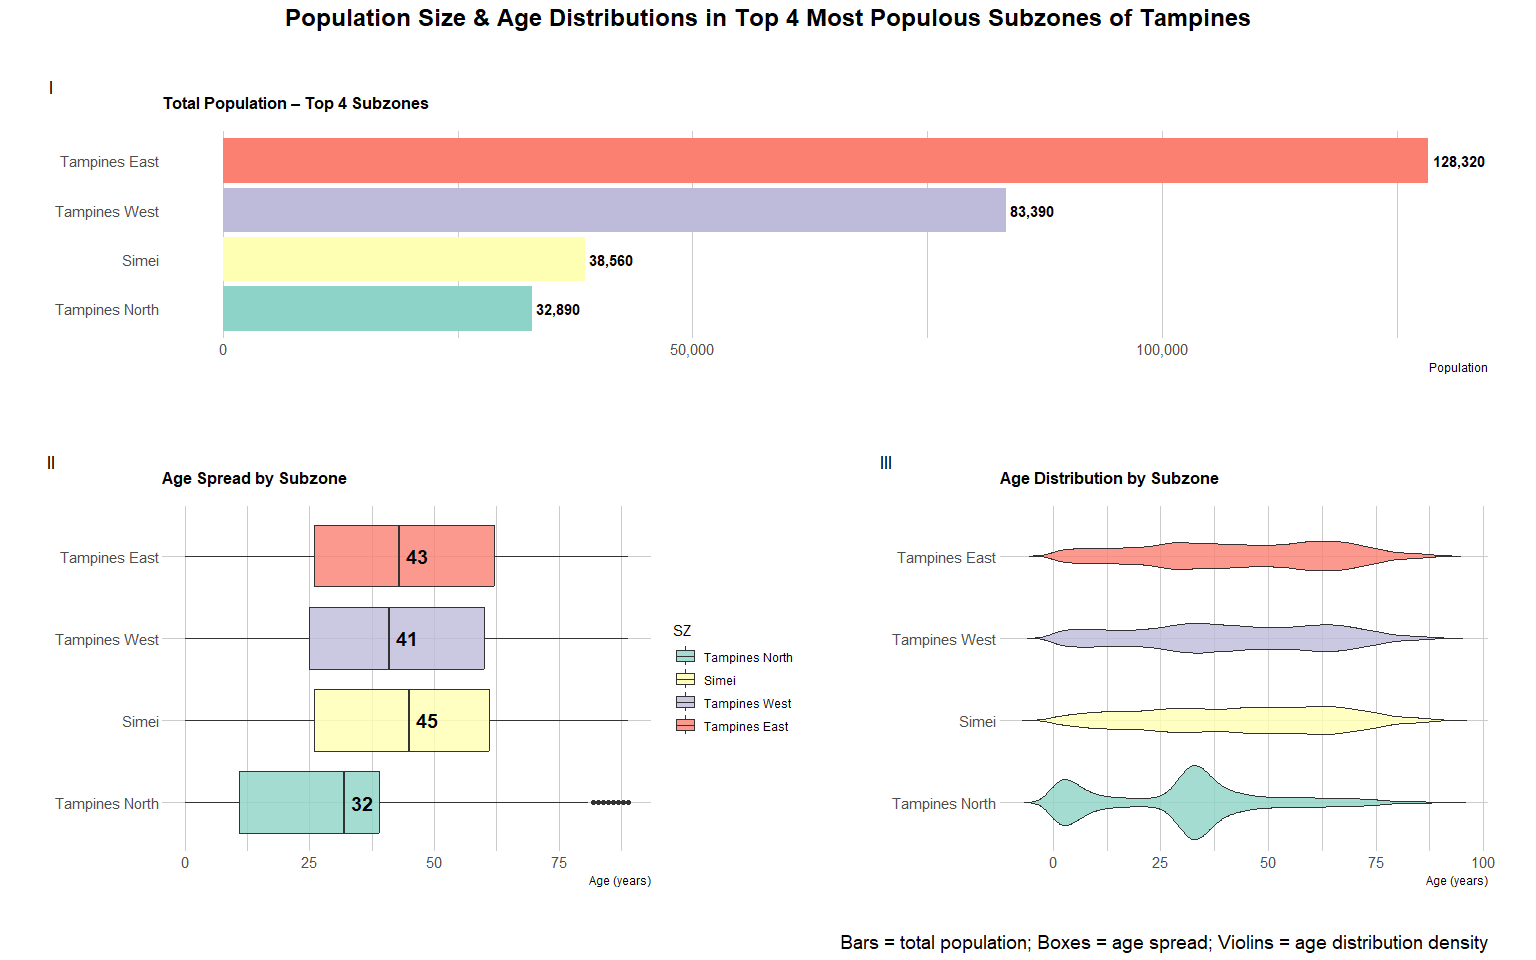 Population Size & Age Distributions in Top 4 Most Populous Subzones of Tampines
I
Total Population – Top 4 Subzones
Tampines East
128,320
Tampines West
83,390
Simei
38,560
Tampines North
32,890
0
50,000
100,000
Population
II
Age Spread by Subzone
Tampines East
43
Tampines West
41
Simei
45
Tampines North
32
0
25
50
75
Age (years)
SZ
Tampines North
Simei
Tampines West
Tampines East
III
Age Distribution by Subzone
Tampines East
Tampines West
Simei
Tampines North
0
25
50
75
100
Age (years)
Bars = total population; Boxes = age spread; Violins = age distribution density